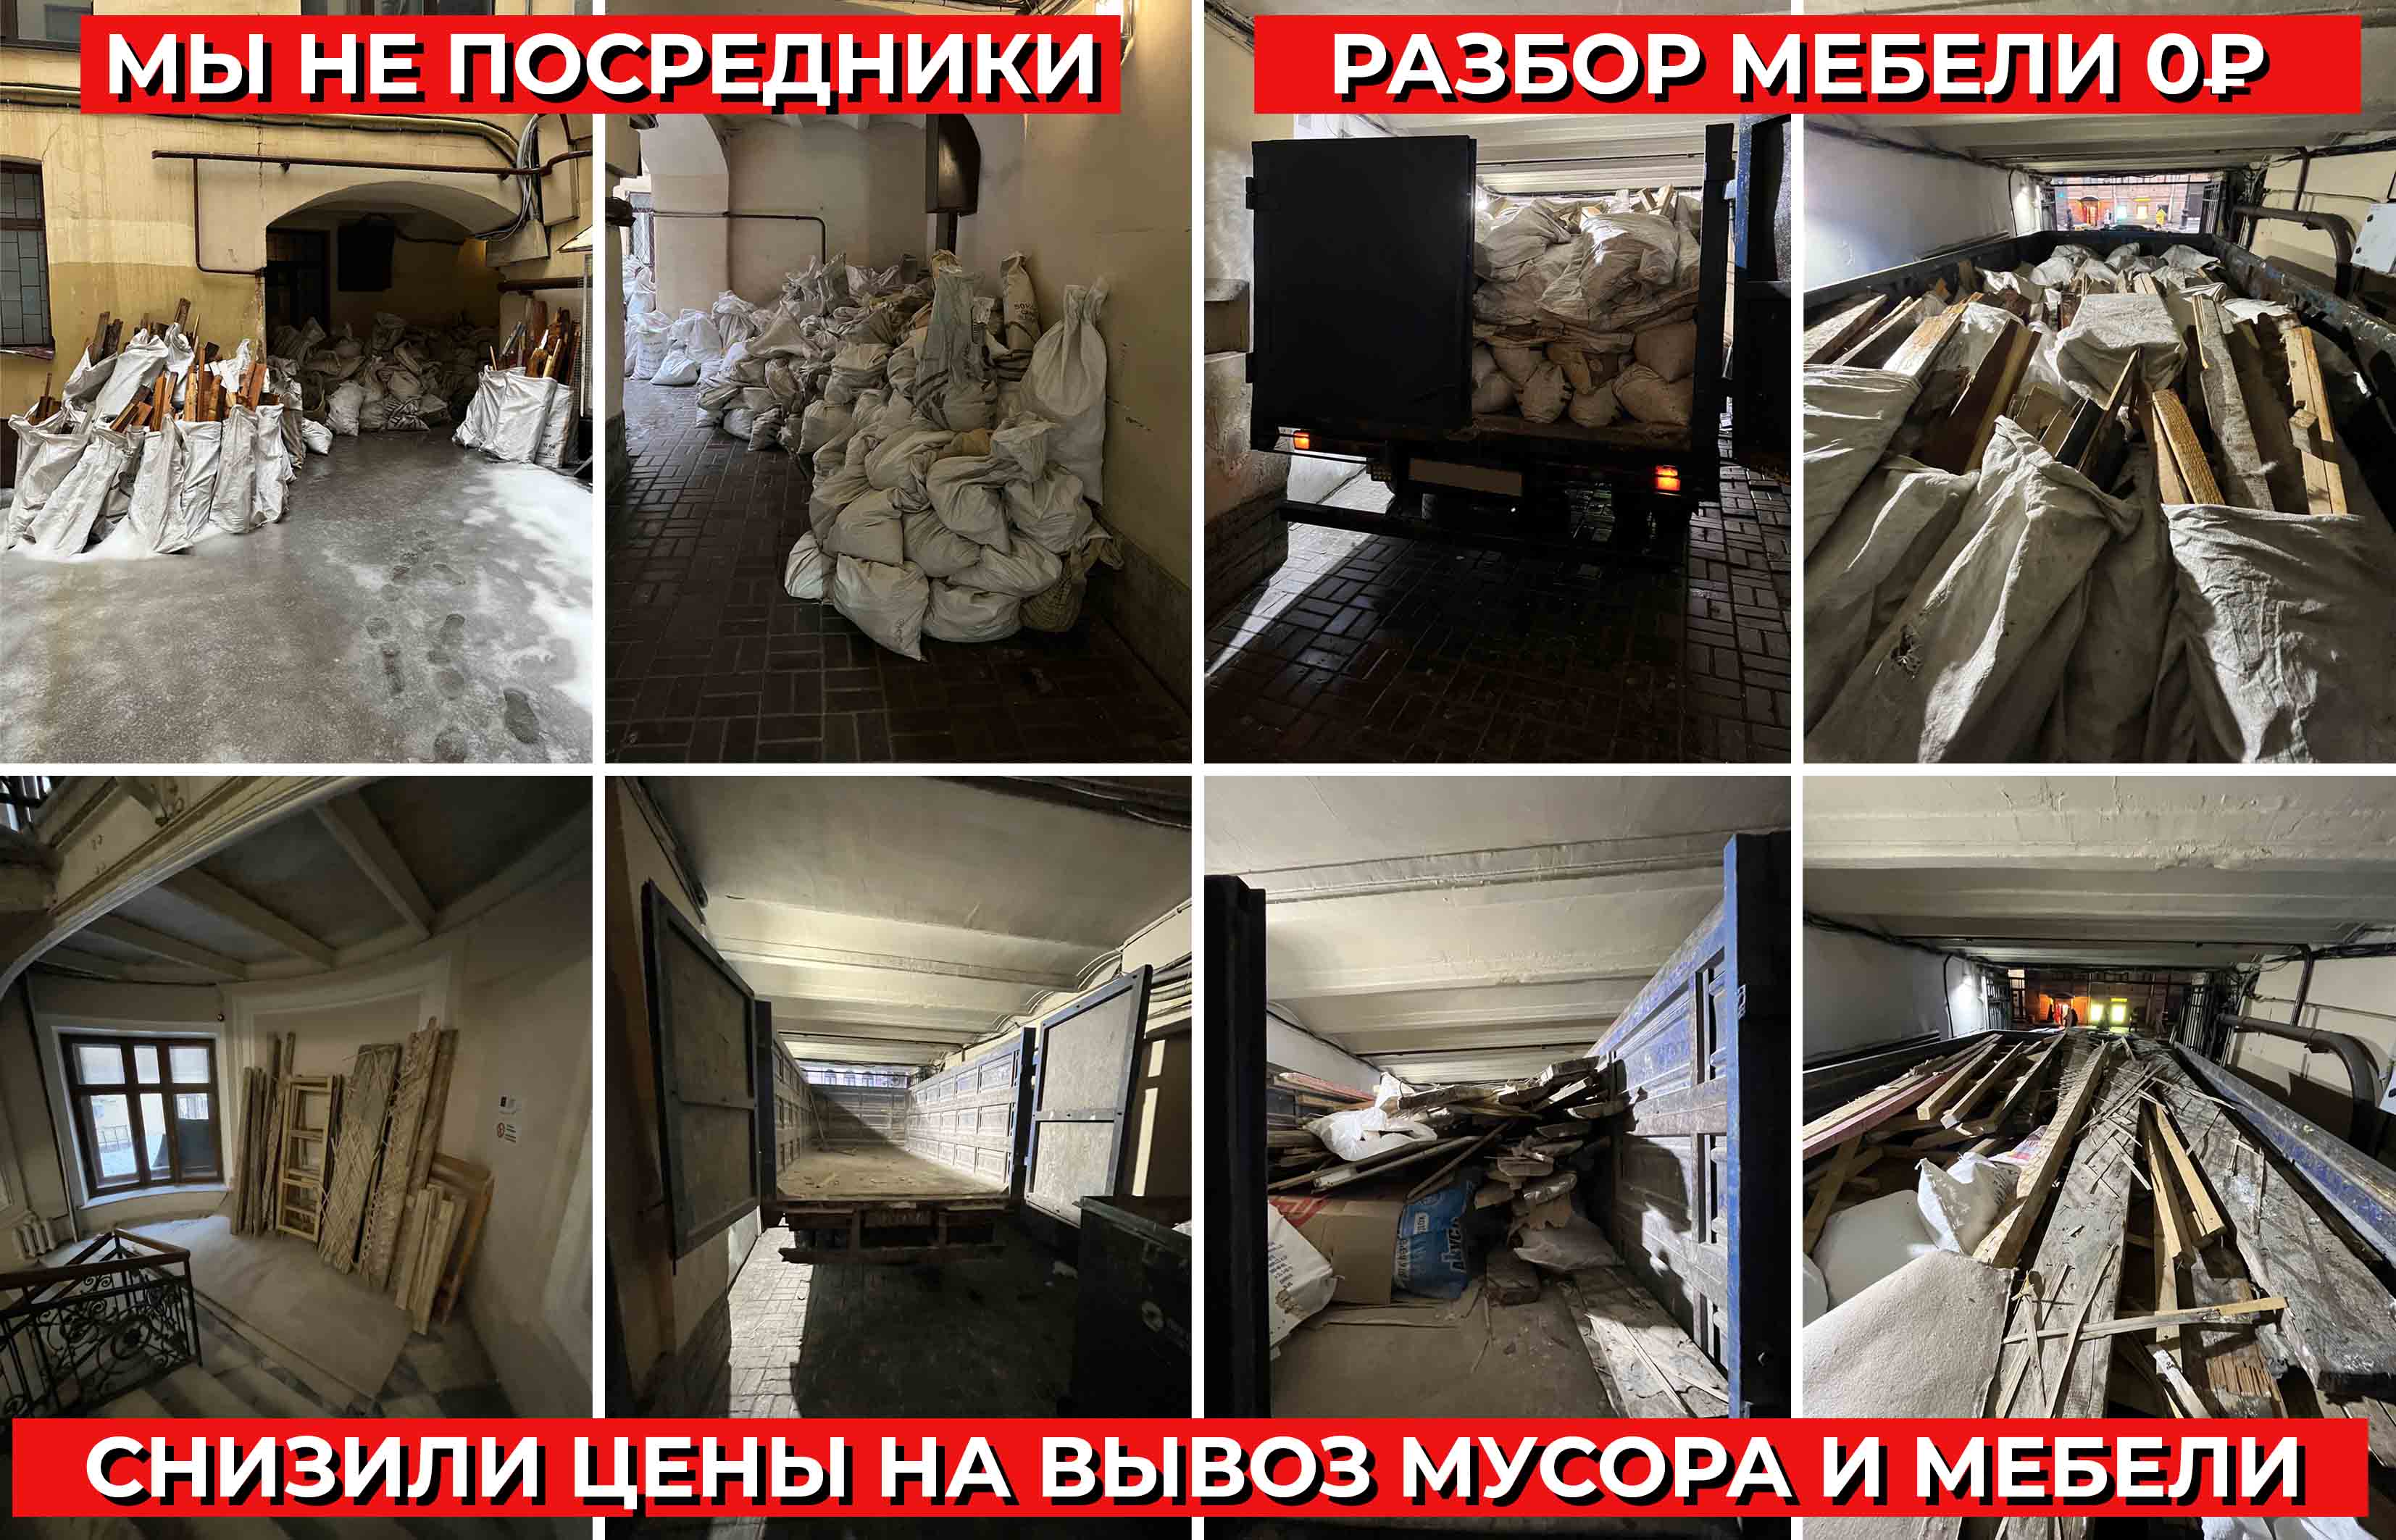 МЫ НЕ ПОСРЕДНИКИ
РАЗБОР МЕБЕЛИ 0₽
СНИЗИЛИ ЦЕНЫ НА ВЫВОЗ МУСОРА И МЕБЕЛИ